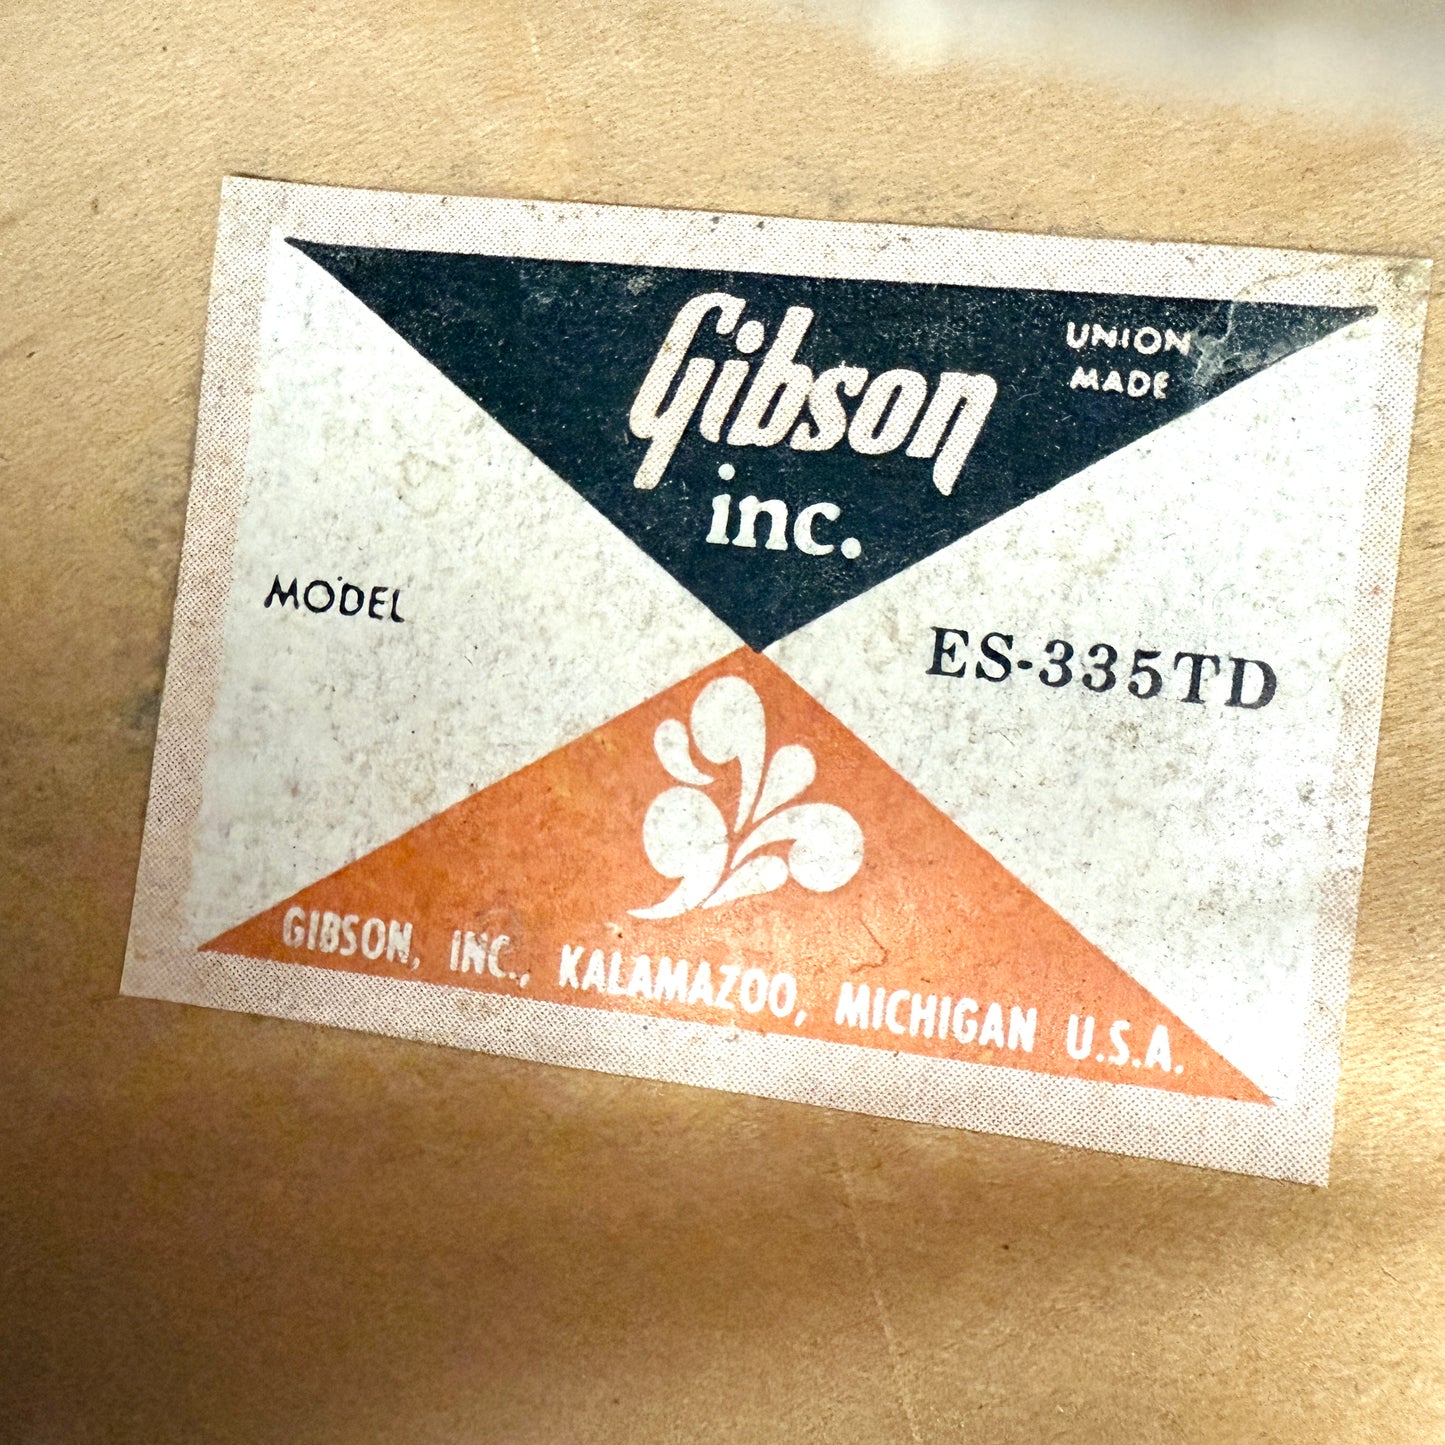 Gibson
inc.
UNION
MADE
MODEL
ES-335TD
GIBSON, INC., KALAMAZOO, MICHIGAN U.S.A.